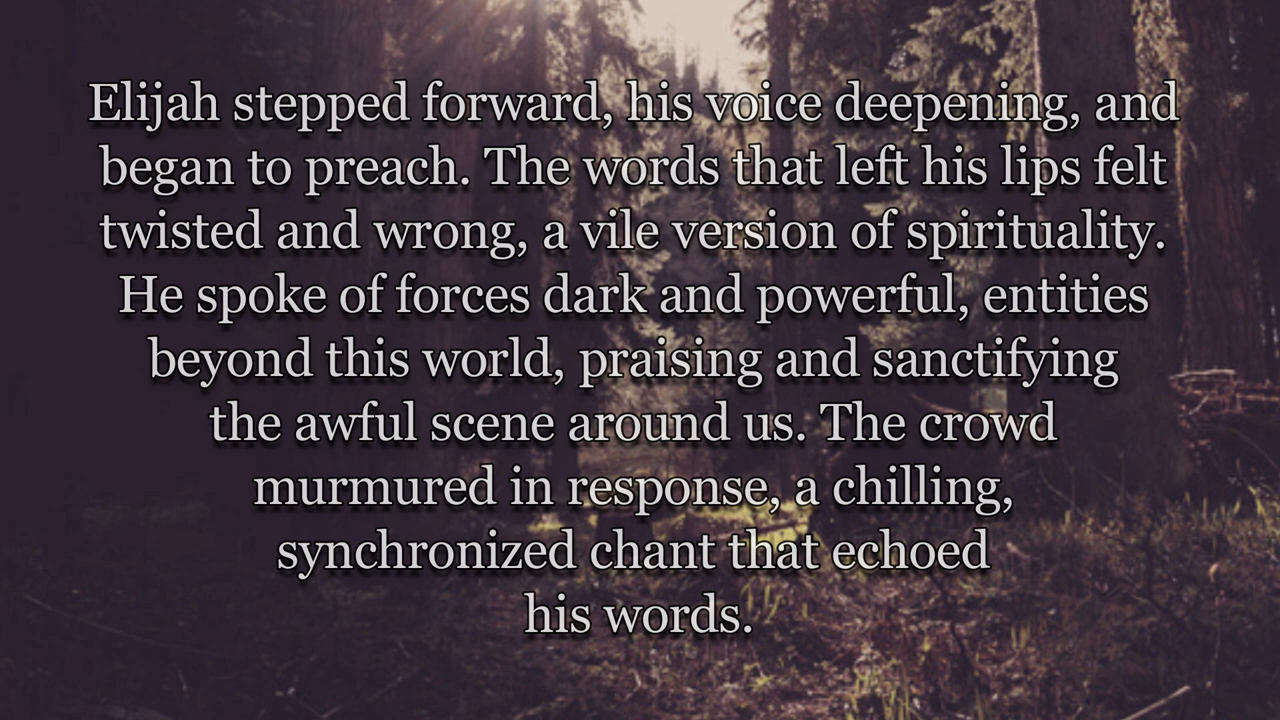 Elijah stepped forward, his voice deepening, and
began to preach. The words that left his lips felt
twisted and wrong, a vile version of spirituality.
He spoke of forces dark and powerful, entities
beyond this world, praising and sanctifying
the awful scene around us. The crowd
murmured in response, a chilling,
synchronized chant that echoed
his words.